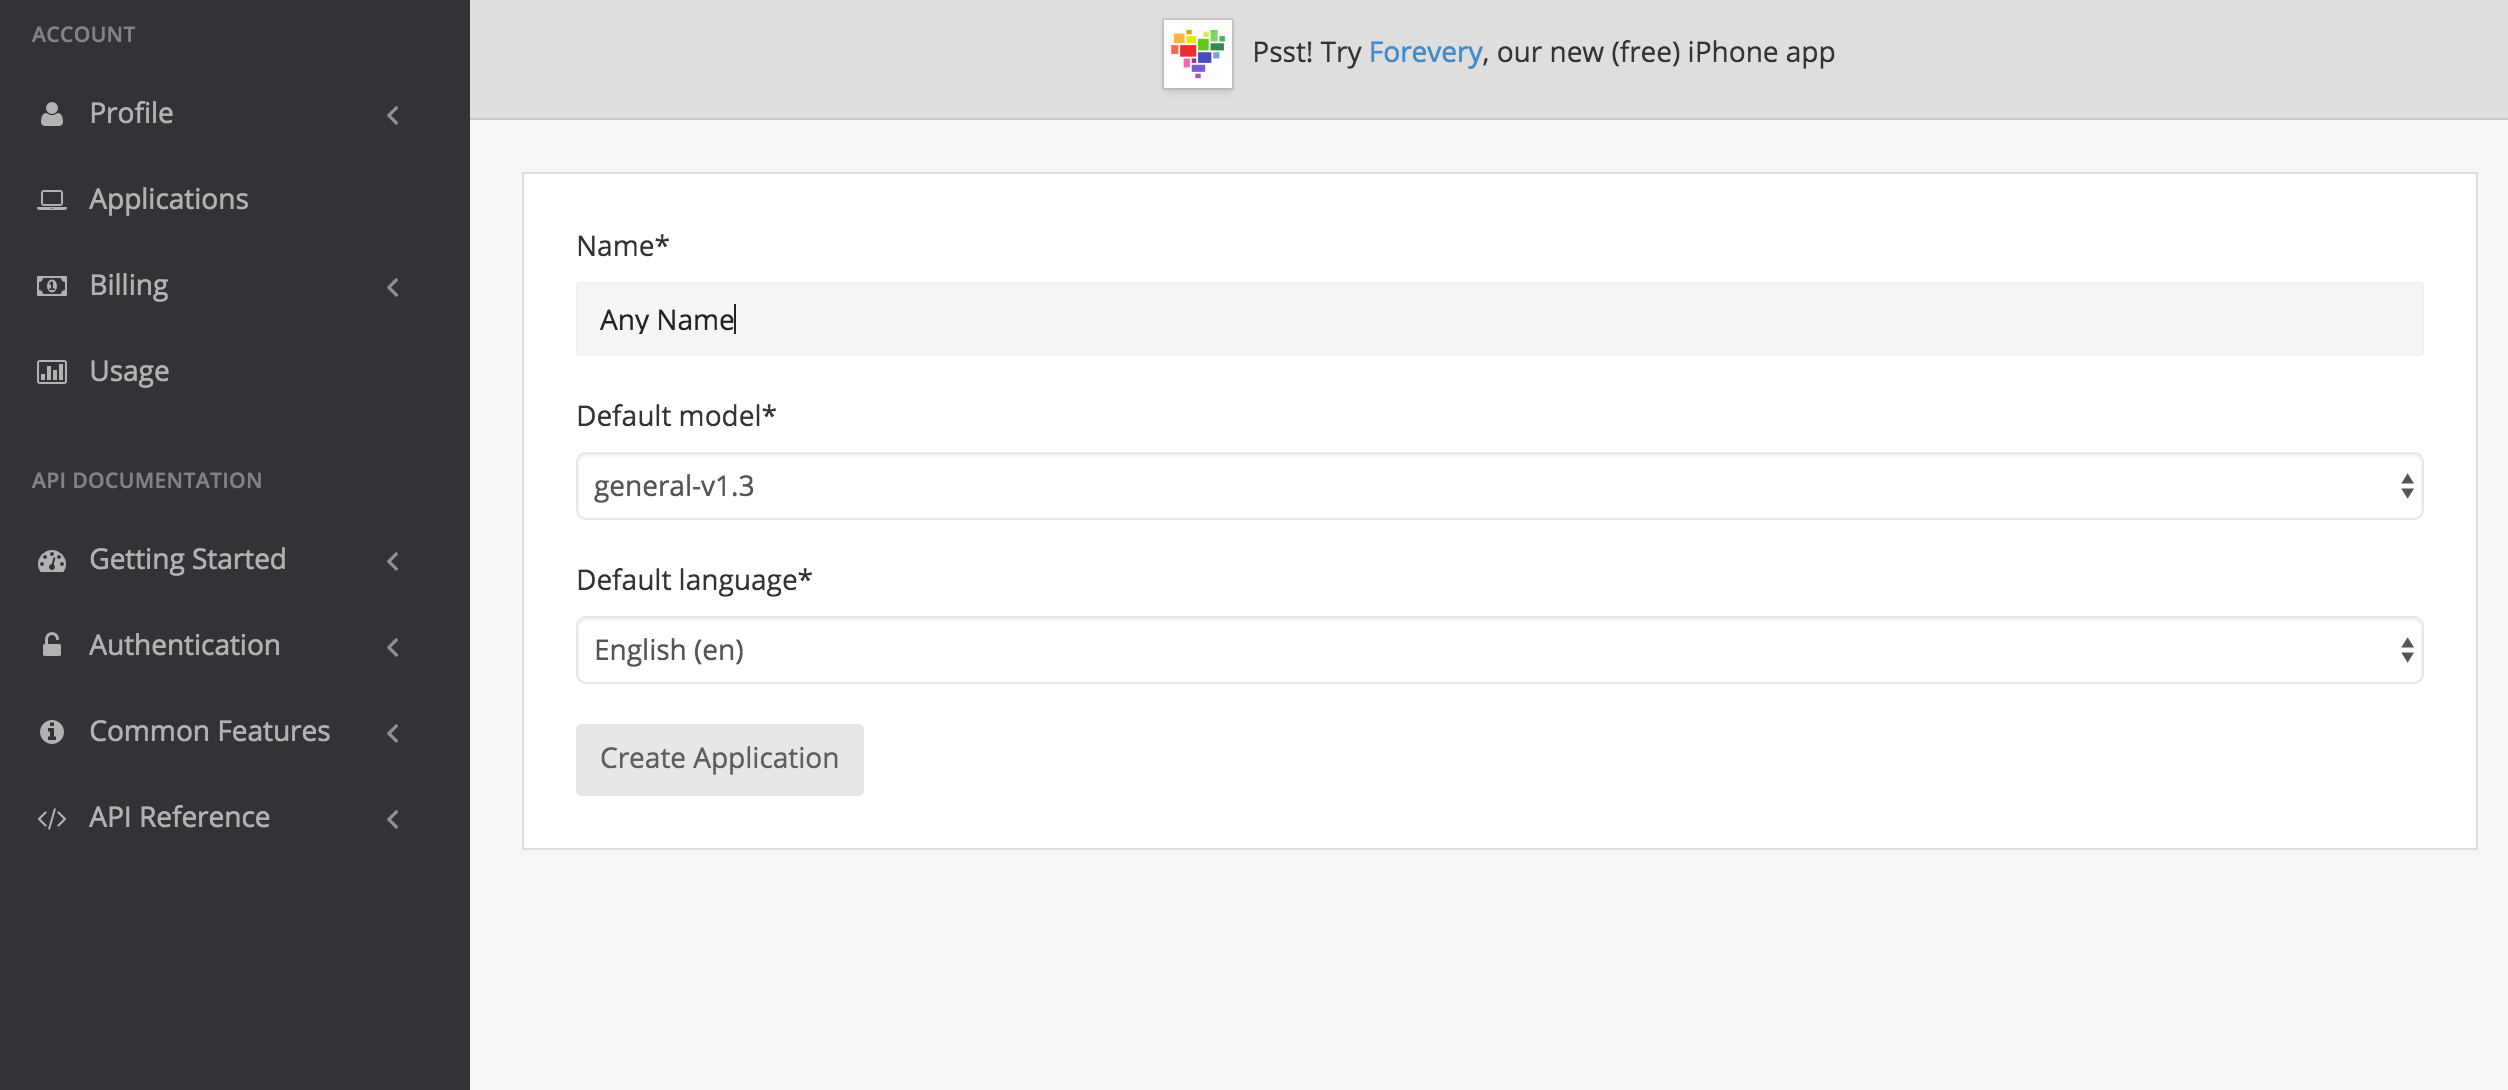 ACCOUNT
Profile
Applications
Billing
Usage
API DOCUMENTATION
Getting Started
Authentication
Common Features
API Reference
Psst! Try Forevery, our new (free) iPhone app
Name*
Any Name
Default model*
general-v1.3
Default language*
English (en)
Create Application